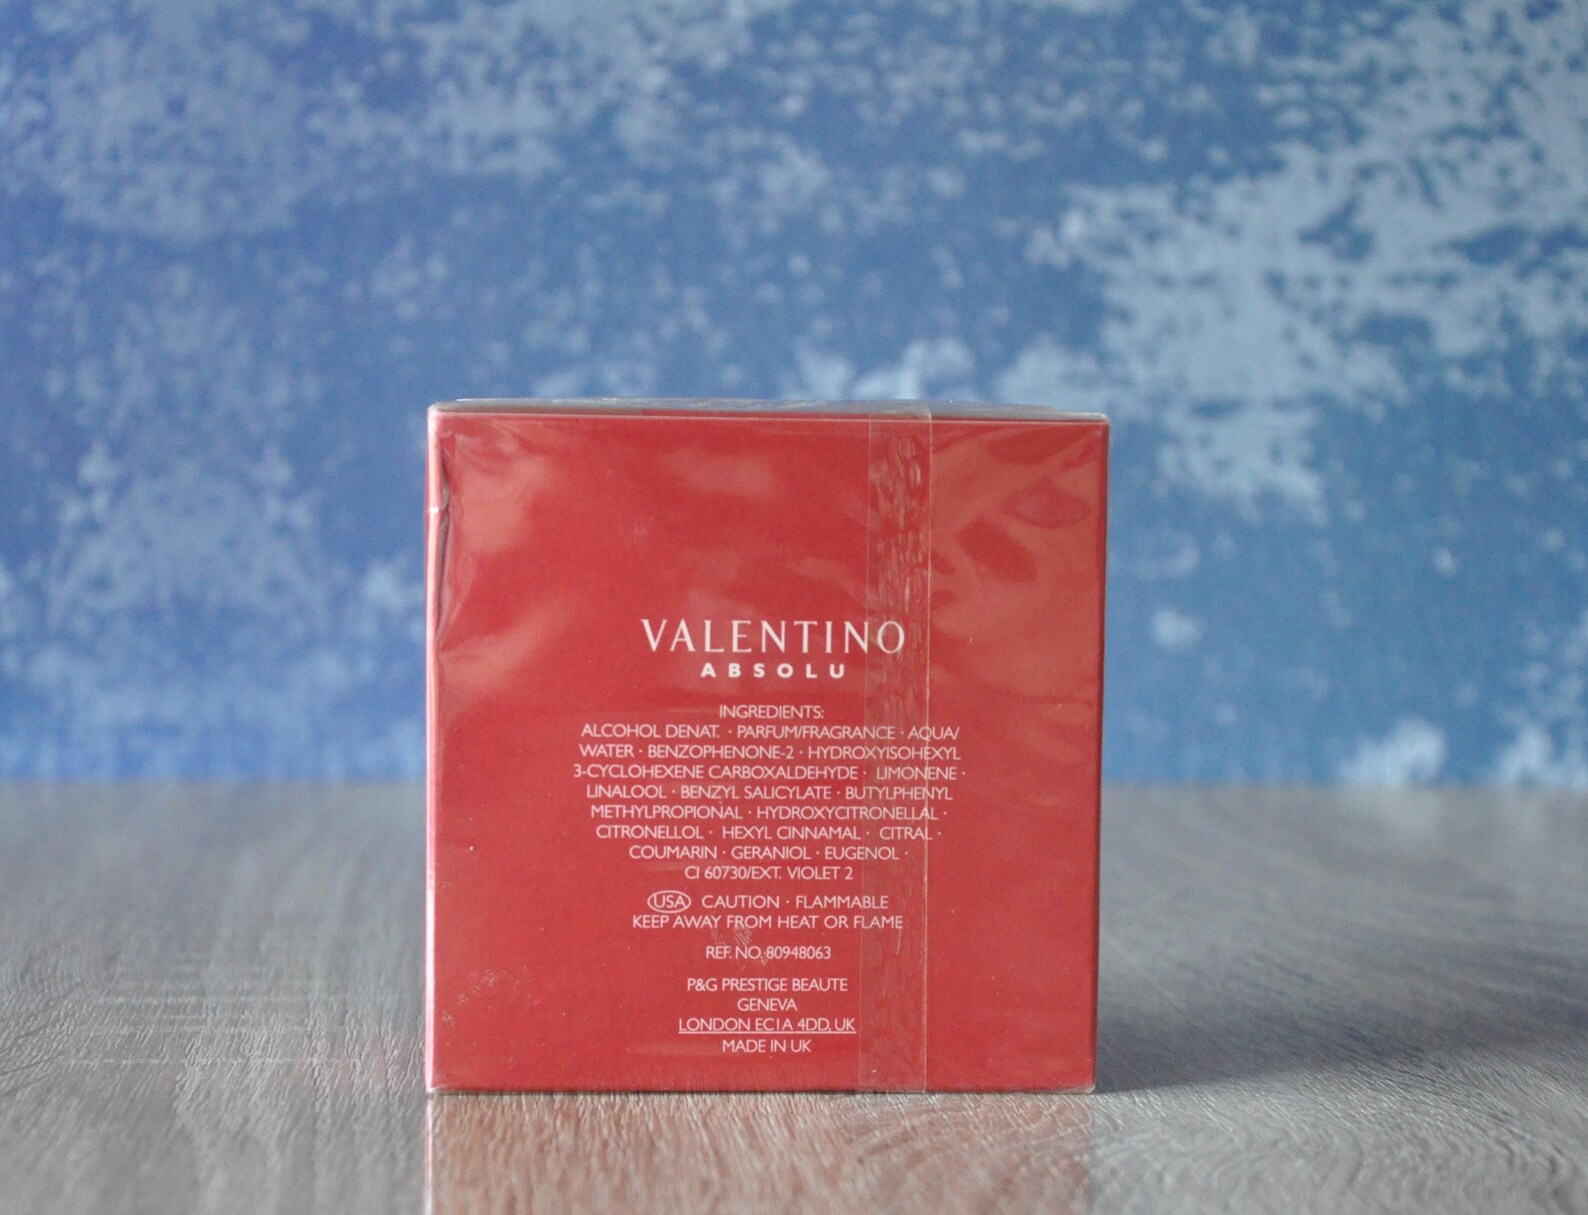 VALENTINO
ABSOLU
INGREDIENTS:
ALCOHOL DENAT. · PARFUM/FRAGRANCE · AQUA/
WATER · BENZOPHENONE-2 · HYDROXYISOHEXYL
3-CYCLOHEXENE CARBOXALDEHYDE · LIMONENE ·
LINALOOL · BENZYL SALICYLATE · BUTYLPHENYL
METHYLPROPIONAL · HYDROXYCITRONELLAL ·
CITRONELLOL · HEXYL CINNAMAL · CITRAL ·
COUMARIN · GERANIOL · EUGENOL ·
CI 60730/EXT. VIOLET 2
USA CAUTION · FLAMMABLE
KEEP AWAY FROM HEAT OR FLAME
REF. NO. 80948063
P&G PRESTIGE BEAUTE
GENEVA
LONDON EC1A 4DD, UK
MADE IN UK